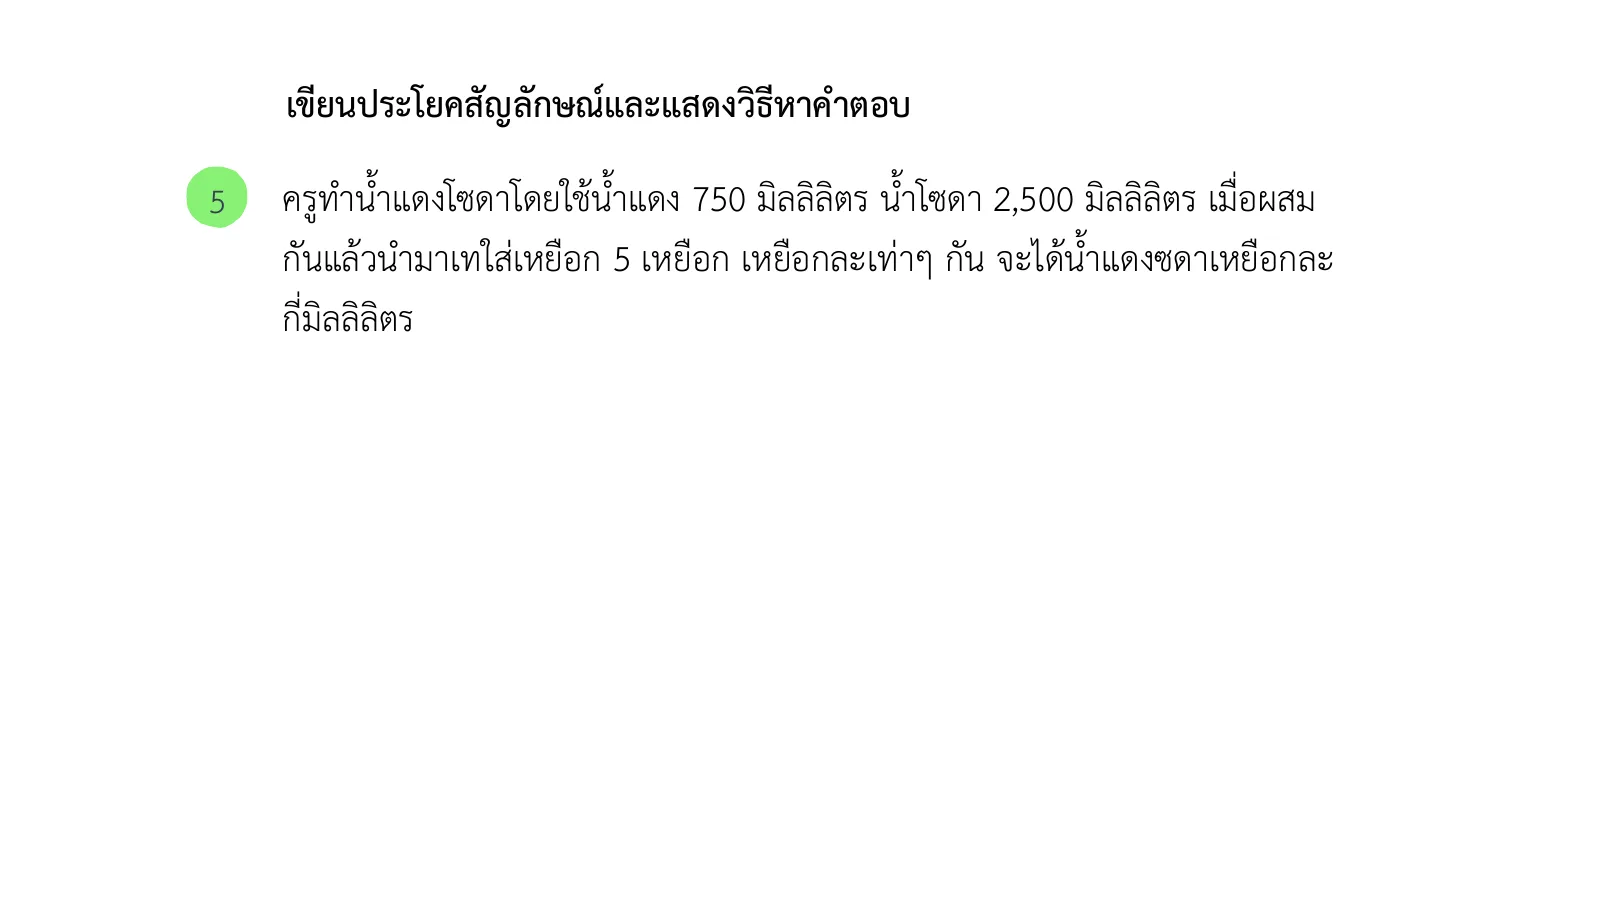 เขียนประโยคสัญลักษณ์และแสดงวิธีหาคำตอบ
5 ครูทำน้ำแดงโซดาโดยใช้น้ำแดง 750 มิลลิลิตร น้ำโซดา 2,500 มิลลิลิตร เมื่อผสม
กันแล้วนำมาเทใส่เหยือก 5 เหยือก เหยือกละเท่าๆ กัน จะได้น้ำแดงซดาเหยือกละ
กี่มิลลิลิตร